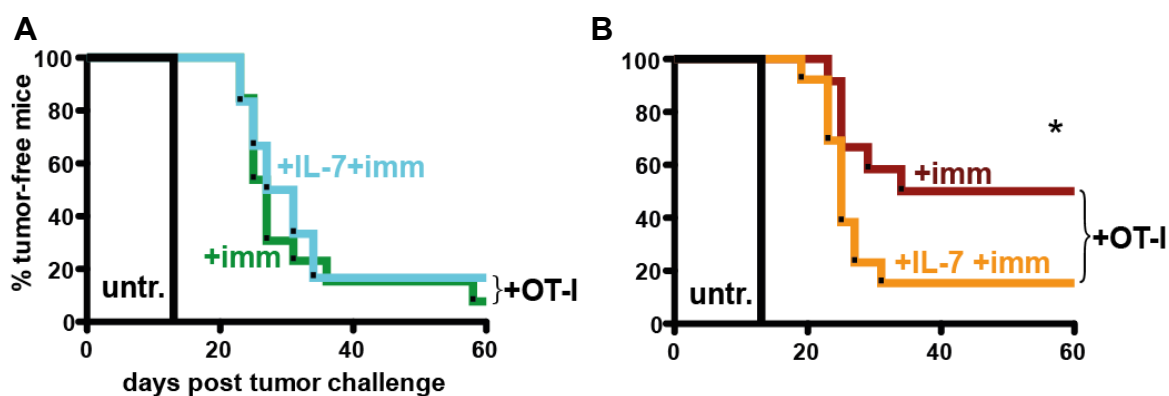 A
% tumor-free mice
100
80
60
40
20
0
+IL-7+imm
+imm
untr.
+OT-I
0
20
40
60
days post tumor challenge
B
100
80
60
40
20
0
*
+imm
+OT-I
+IL-7 +imm
untr.
0
20
40
60